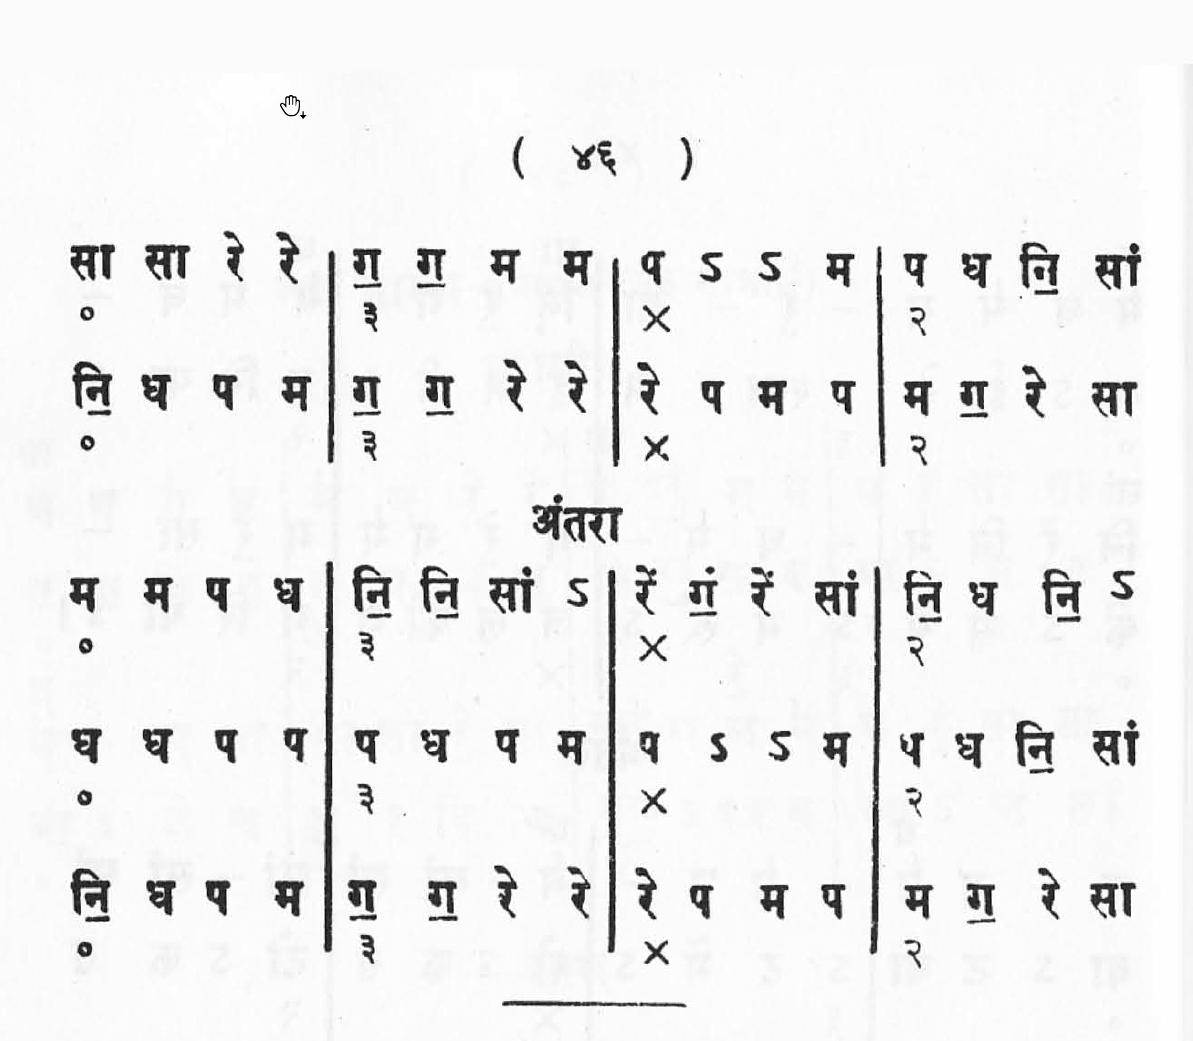 ( ४६ )
सा सा रे रे | ग॒ ग॒ म म | प ऽ ऽ म | प ध नि॒ सां
० ३ × २
नि॒ ध प म | ग॒ ग॒ रे रे | रे प म प | म ग॒ रे सा
० ३ × २
अंतरा
म म प ध | नि॒ नि॒ सां ऽ | रें गं॒ रें सां | नि॒ ध नि॒ ऽ
० ३ × २
ध ध प प | प ध प म | प ऽ ऽ म | प ध नि॒ सां
० ३ × २
नि॒ ध प म | ग॒ ग॒ रे रे | रे प म प | म ग॒ रे सा
० ३ × २